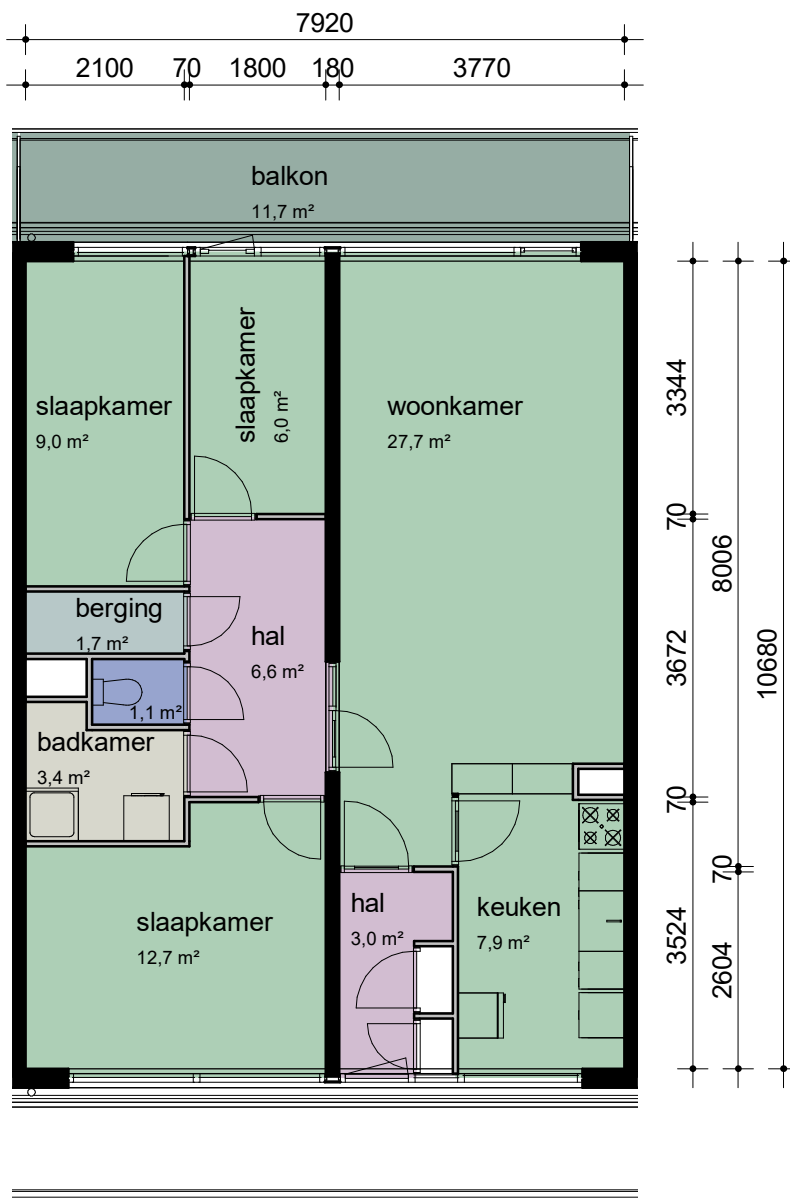 7920
2100 70 1800 180 3770
balkon
11,7 m²
slaapkamer
9,0 m²
slaapkamer
6,0 m²
woonkamer
27,7 m²
3344
70
8006
berging
1,7 m²
hal
6,6 m²
3672
10680
1,1 m²
badkamer
3,4 m²
70
70
slaapkamer
12,7 m²
hal
3,0 m²
keuken
7,9 m²
3524
2604